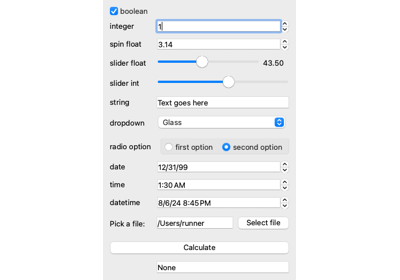 boolean
integer 1
spin float 3.14
slider float 43.50
slider int
string Text goes here
dropdown Glass
radio option first option second option
date 12/31/99
time 1:30 AM
datetime 8/6/24 8:45 PM
Pick a file: /Users/runner Select file
Calculate
None